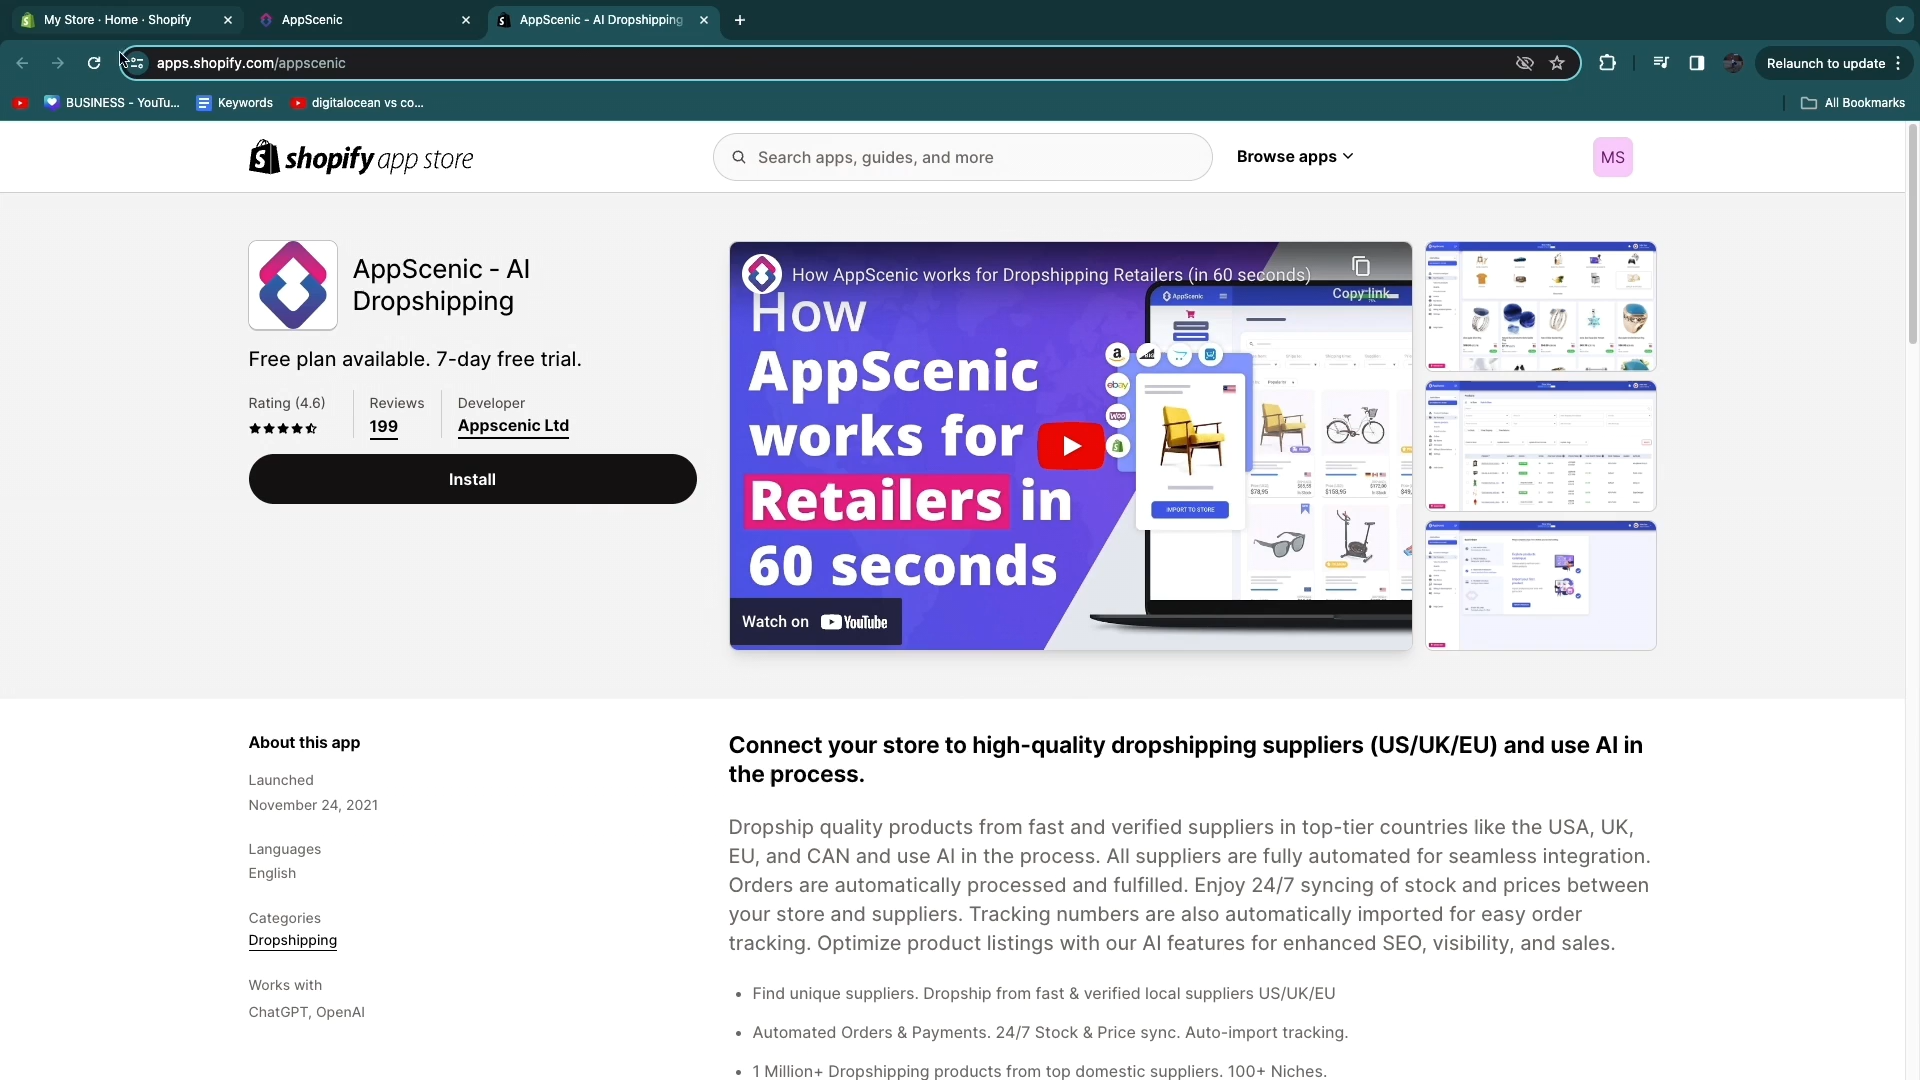 My Store · Home · Shopify
AppScenic
AppScenic - AI Dropshipping
apps.shopify.com/appscenic
Relaunch to update
BUSINESS - YouTu...
Keywords
digitalocean vs co...
All Bookmarks
shopify app store
Search apps, guides, and more
Browse apps
MS
AppScenic - AI
Dropshipping
Free plan available. 7-day free trial.
Rating (4.6)
Reviews
199
Developer
Appscenic Ltd
Install
How AppScenic works for Dropshipping Retailers (in 60 seconds)
Copy link
How
AppScenic
works for
Retailers in
60 seconds
AppScenic
a
ebay
WOO
IMPORT TO STORE
$78,95
$158,95
Watch on YouTube
About this app
Launched
November 24, 2021
Languages
English
Categories
Dropshipping
Works with
ChatGPT, OpenAI
Connect your store to high-quality dropshipping suppliers (US/UK/EU) and use AI in
the process.
Dropship quality products from fast and verified suppliers in top-tier countries like the USA, UK,
EU, and CAN and use AI in the process. All suppliers are fully automated for seamless integration.
Orders are automatically processed and fulfilled. Enjoy 24/7 syncing of stock and prices between
your store and suppliers. Tracking numbers are also automatically imported for easy order
tracking. Optimize product listings with our AI features for enhanced SEO, visibility, and sales.
• Find unique suppliers. Dropship from fast & verified local suppliers US/UK/EU
• Automated Orders & Payments. 24/7 Stock & Price sync. Auto-import tracking.
• 1 Million+ Dropshipping products from top domestic suppliers. 100+ Niches.